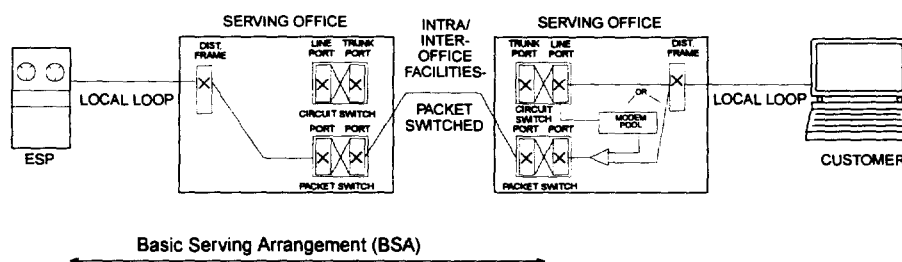 SERVING OFFICE
INTRA/
INTER-
OFFICE
FACILITIES-
PACKET
SWITCHED
SERVING OFFICE
DIST.
FRAME
LINE
PORT
TRUNK
PORT
CIRCUIT SWITCH
PORT
PORT
PACKET SWITCH
TRUNK
PORT
LINE
PORT
DIST.
FRAME
OR
CIRCUIT
SWITCH
MODEM
POOL
PORT
PORT
PACKET SWITCH
LOCAL LOOP
LOCAL LOOP
ESP
CUSTOMER
Basic Serving Arrangement (BSA)